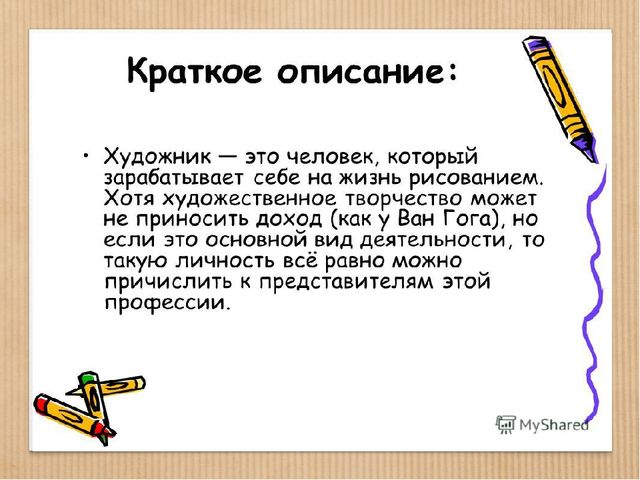 Краткое описание:
• Художник — это человек, который
зарабатывает себе на жизнь рисованием.
Хотя художественное творчество может
не приносить доход (как у Ван Гога), но
если это основной вид деятельности, то
такую личность всё равно можно
причислить к представителям этой
профессии.
MyShared